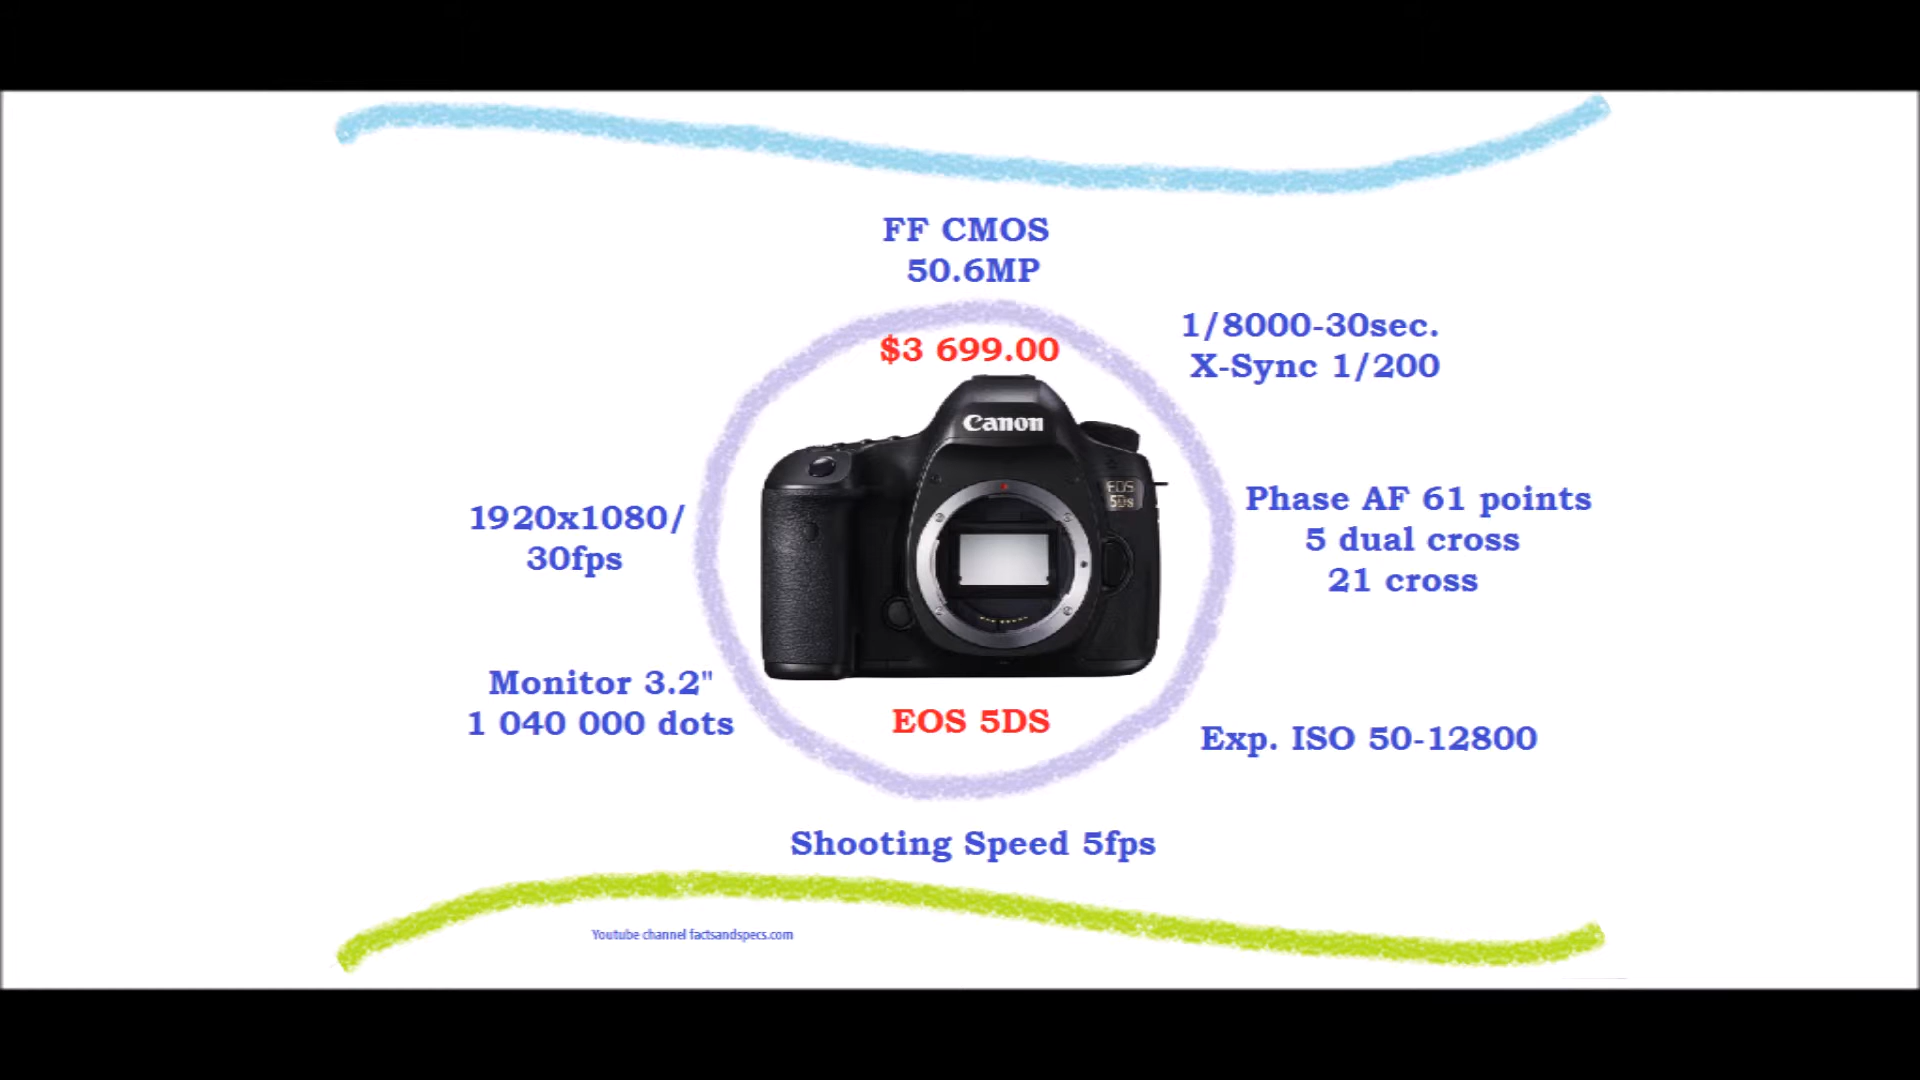 FF CMOS
50.6MP
$3 699.00
1/8000-30sec.
X-Sync 1/200
Canon
EOS
5Ds
1920x1080/
30fps
Phase AF 61 points
5 dual cross
21 cross
Monitor 3.2"
1 040 000 dots
EOS 5DS
Exp. ISO 50-12800
Shooting Speed 5fps
Youtube channel factsandspecs.com